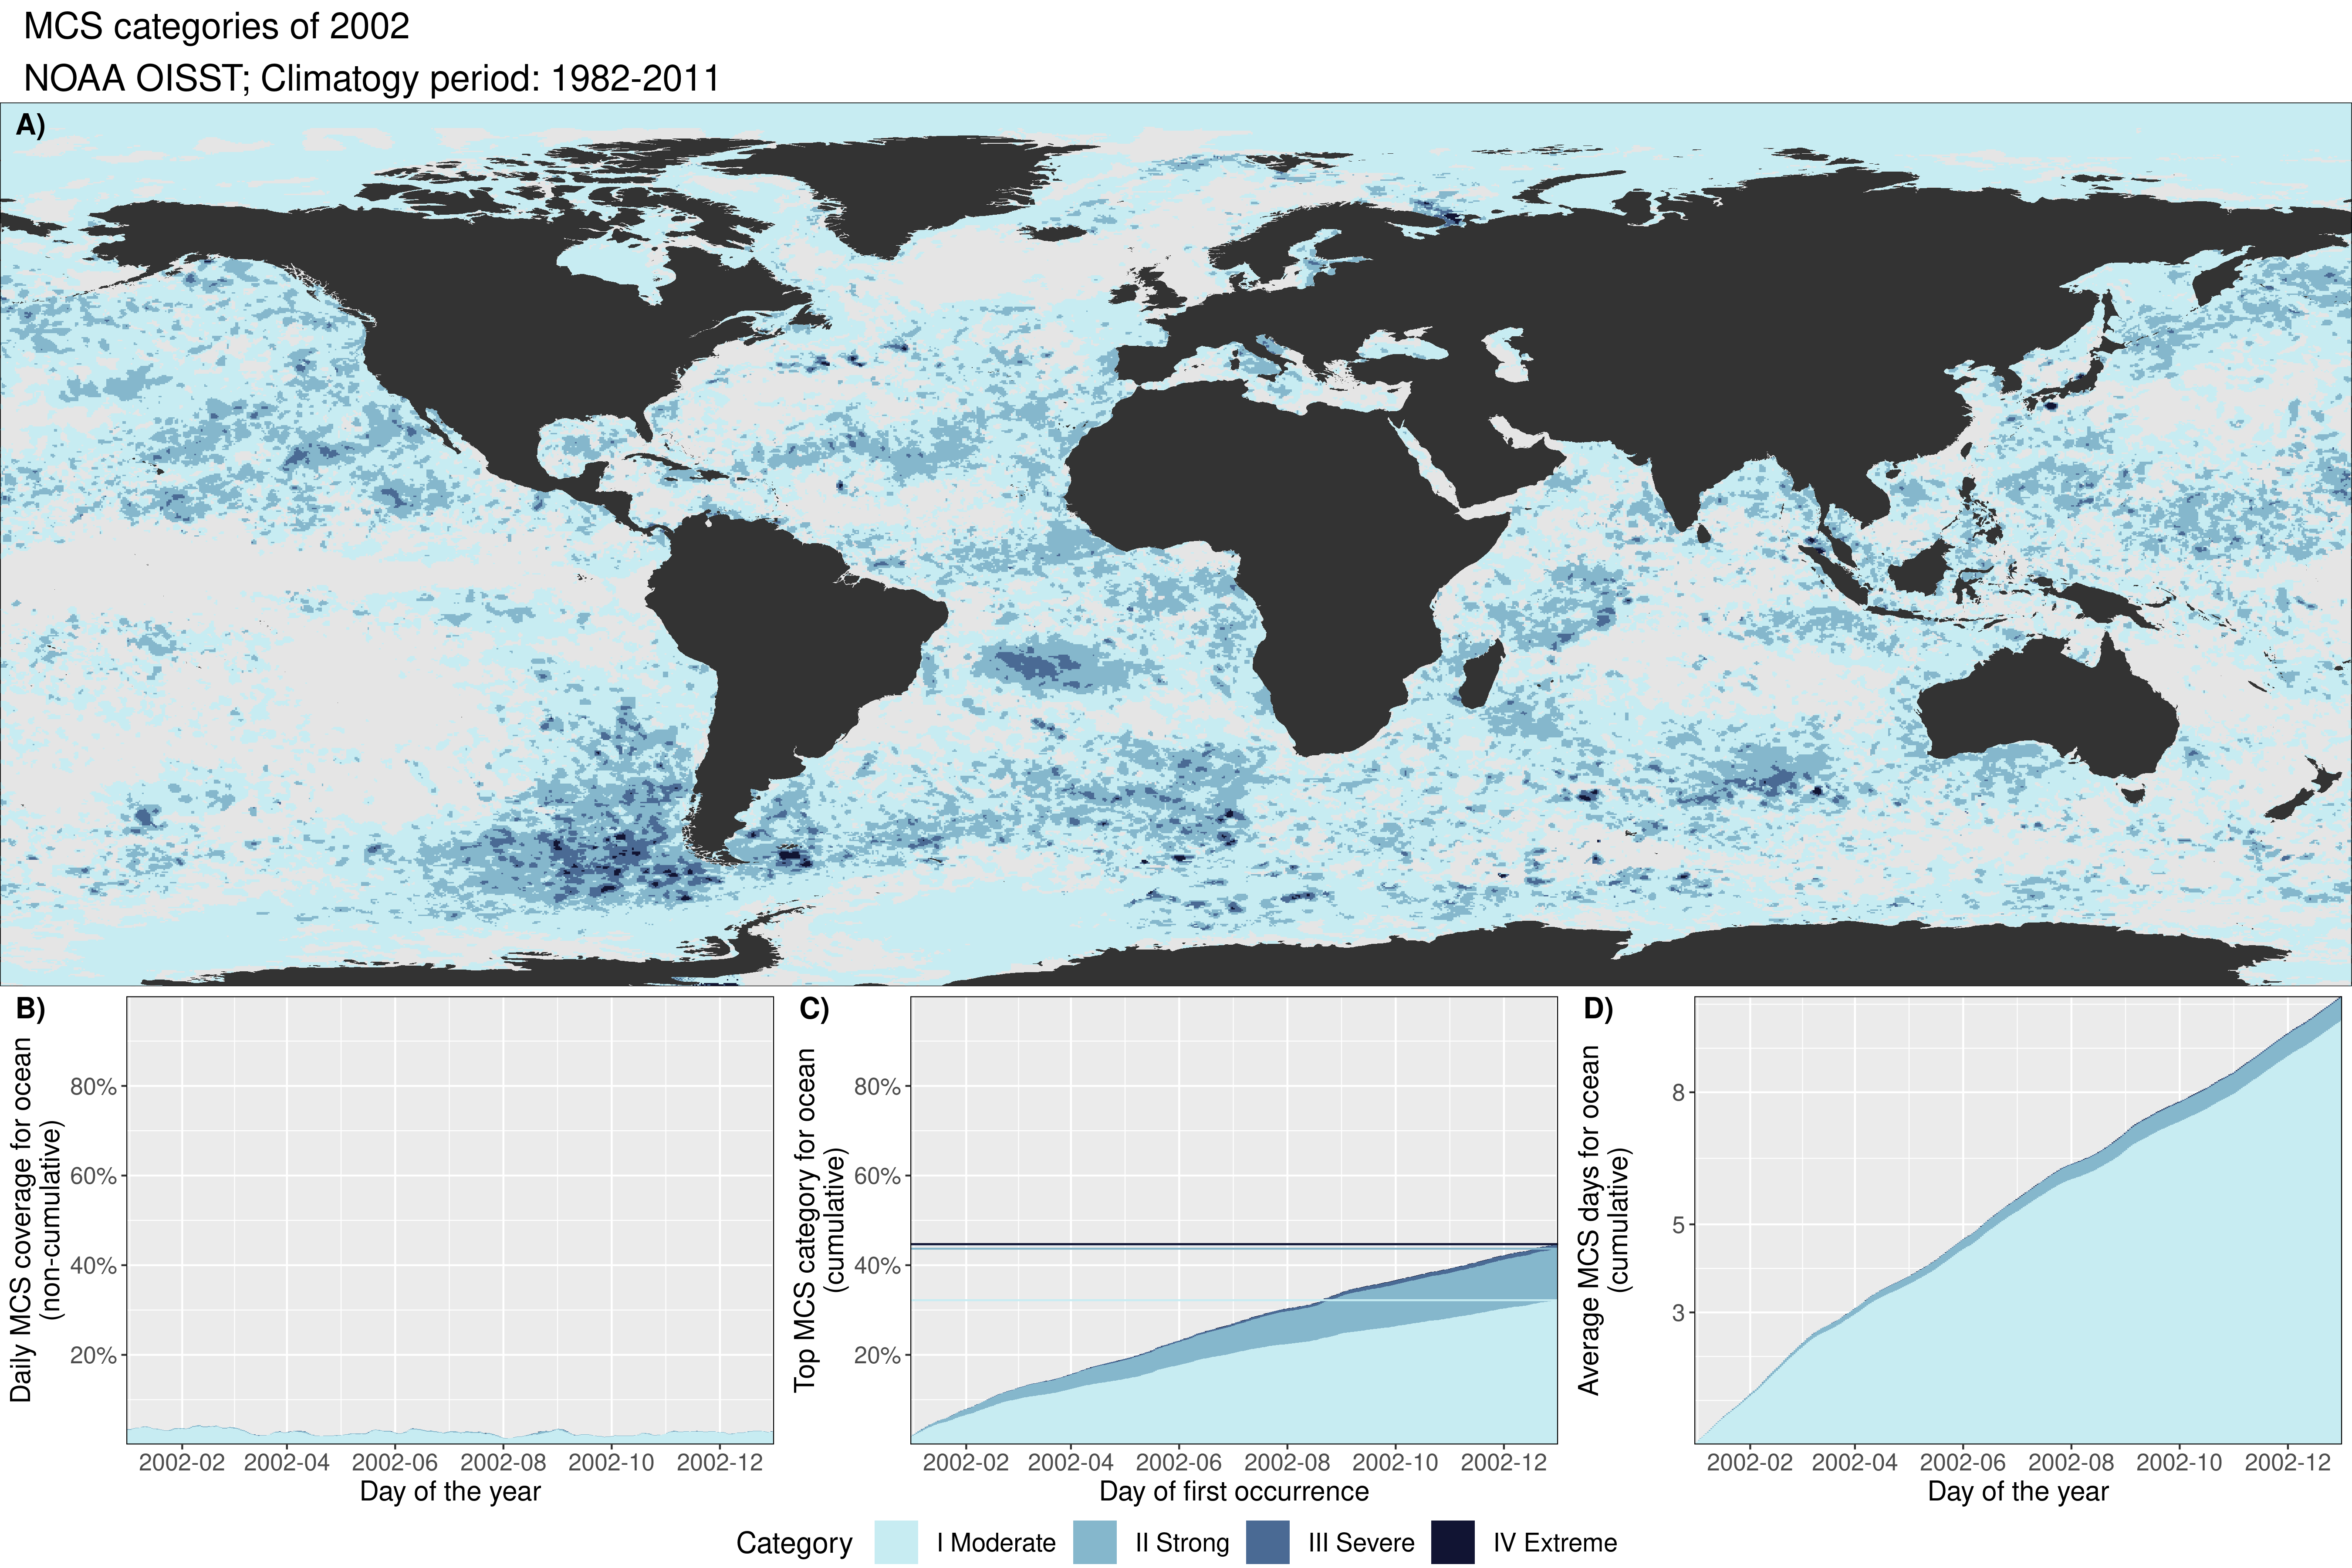 MCS categories of 2002
NOAA OISST; Climatogy period: 1982-2011
A)
B)
Daily MCS coverage for ocean
(non-cumulative)
80%
60%
40%
20%
2002-02 2002-04 2002-06 2002-08 2002-10 2002-12
Day of the year
C)
Top MCS category for ocean
(cumulative)
80%
60%
40%
20%
2002-02 2002-04 2002-06 2002-08 2002-10 2002-12
Day of first occurrence
D)
Average MCS days for ocean
(cumulative)
8
5
3
2002-02 2002-04 2002-06 2002-08 2002-10 2002-12
Day of the year
Category I Moderate II Strong III Severe IV Extreme